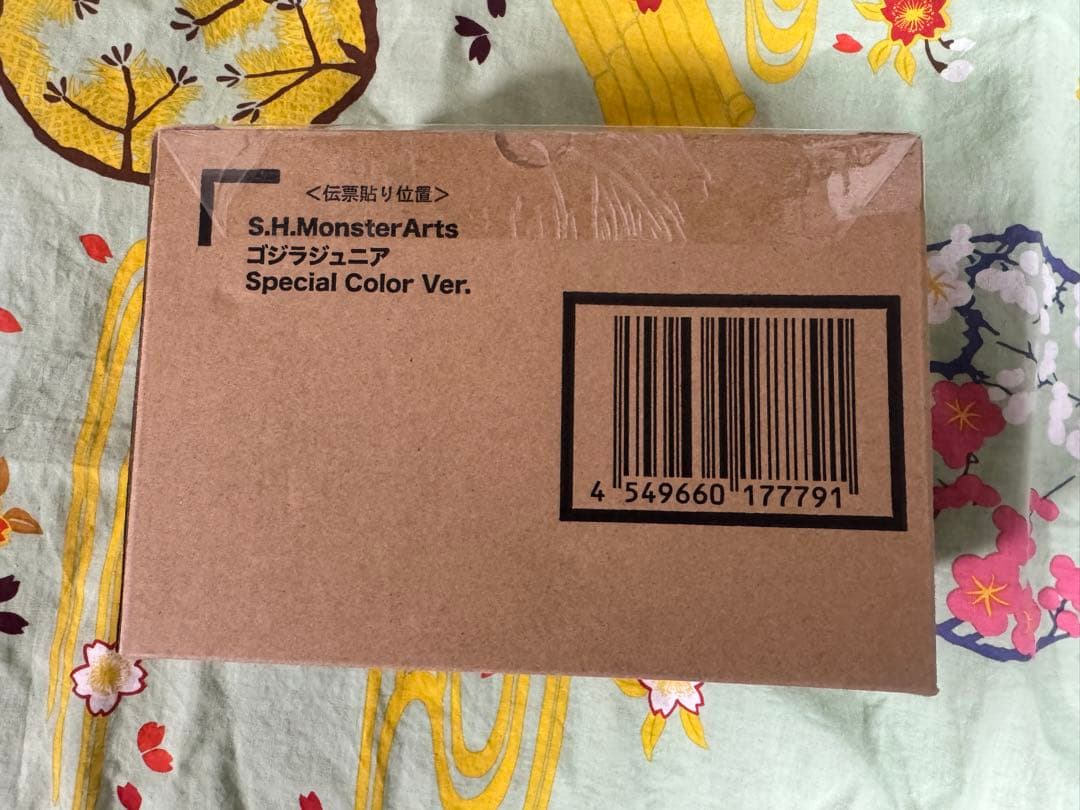 <伝票貼り位置>
S.H.MonsterArts
ゴジラジュニア
Special Color Ver.
4 549660 177791